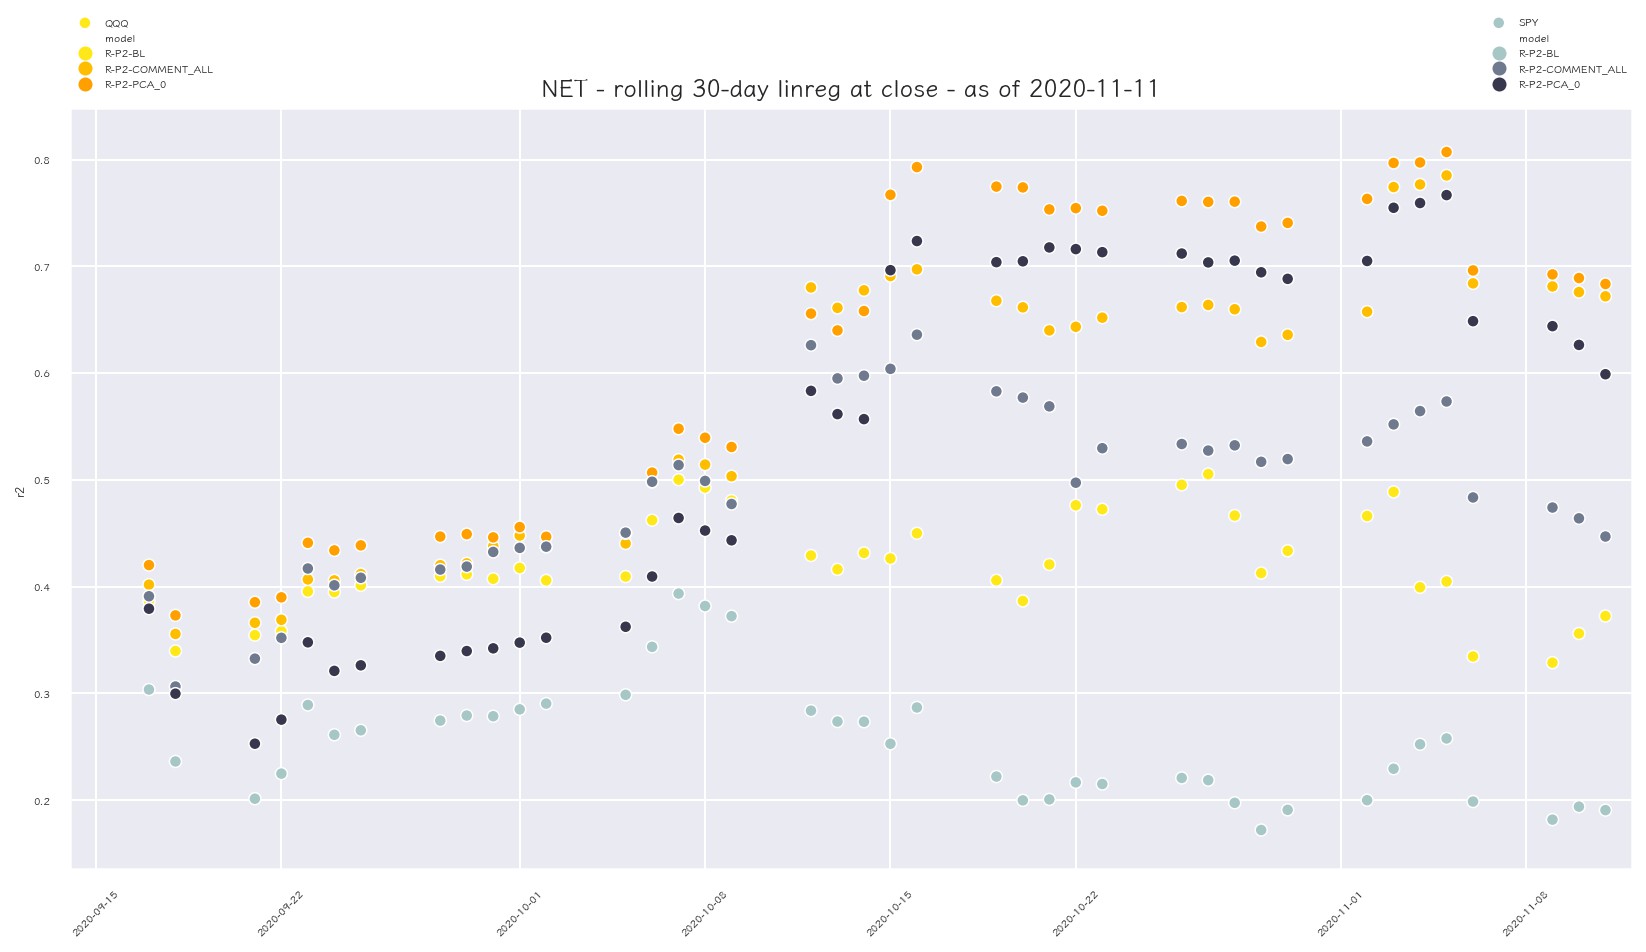 QQQ
model
R-P2-BL
R-P2-COMMENT_ALL
R-P2-PCA_0
SPY
model
R-P2-BL
R-P2-COMMENT_ALL
R-P2-PCA_0
NET - rolling 30-day linreg at close - as of 2020-11-11
0.8
0.7
0.6
0.5
0.4
0.3
0.2
r2
2020-09-15
2020-09-22
2020-10-01
2020-10-08
2020-10-15
2020-10-22
2020-11-01
2020-11-08